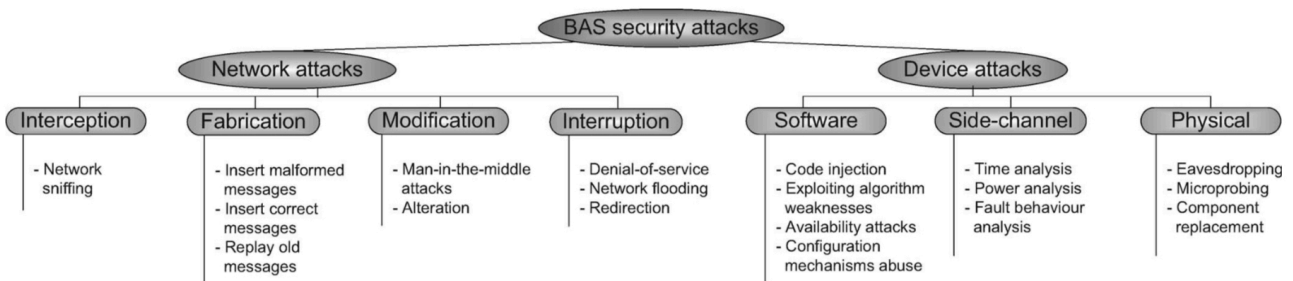 BAS security attacks
Network attacks
Device attacks
Interception
Fabrication
Modification
Interruption
Software
Side-channel
Physical
- Network
sniffing
- Insert malformed
messages
- Insert correct
messages
- Replay old
messages
- Man-in-the-middle
attacks
- Alteration
- Denial-of-service
- Network flooding
- Redirection
- Code injection
- Exploiting algorithm
weaknesses
- Availability attacks
- Configuration
mechanisms abuse
- Time analysis
- Power analysis
- Fault behaviour
analysis
- Eavesdropping
- Microprobing
- Component
replacement